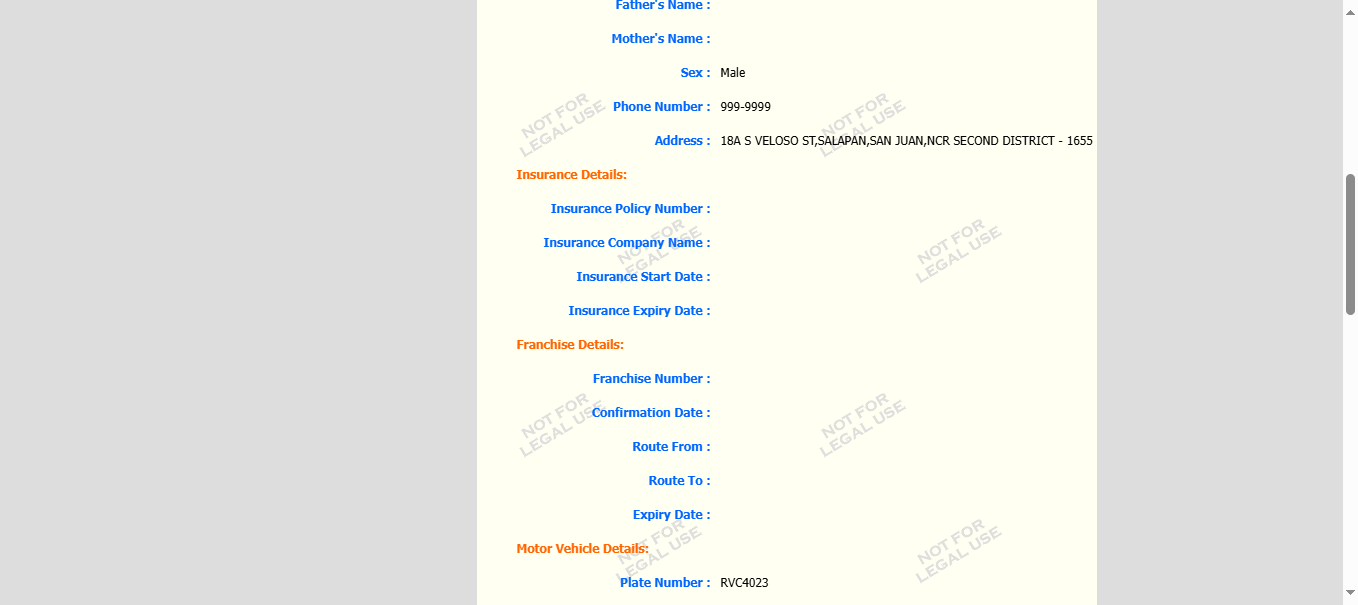 Father's Name :
Mother's Name :
Sex : Male
Phone Number : 999-9999
Address : 18A S VELOSO ST,SALAPAN,SAN JUAN,NCR SECOND DISTRICT - 1655
Insurance Details:
Insurance Policy Number :
Insurance Company Name :
Insurance Start Date :
Insurance Expiry Date :
Franchise Details:
Franchise Number :
Confirmation Date :
Route From :
Route To :
Expiry Date :
Motor Vehicle Details:
Plate Number : RVC4023
NOT FOR
LEGAL USE
NOT FOR
LEGAL USE
NOT FOR
LEGAL USE
NOT FOR
LEGAL USE
NOT FOR
LEGAL USE
NOT FOR
LEGAL USE
NOT FOR
LEGAL USE
NOT FOR
LEGAL USE